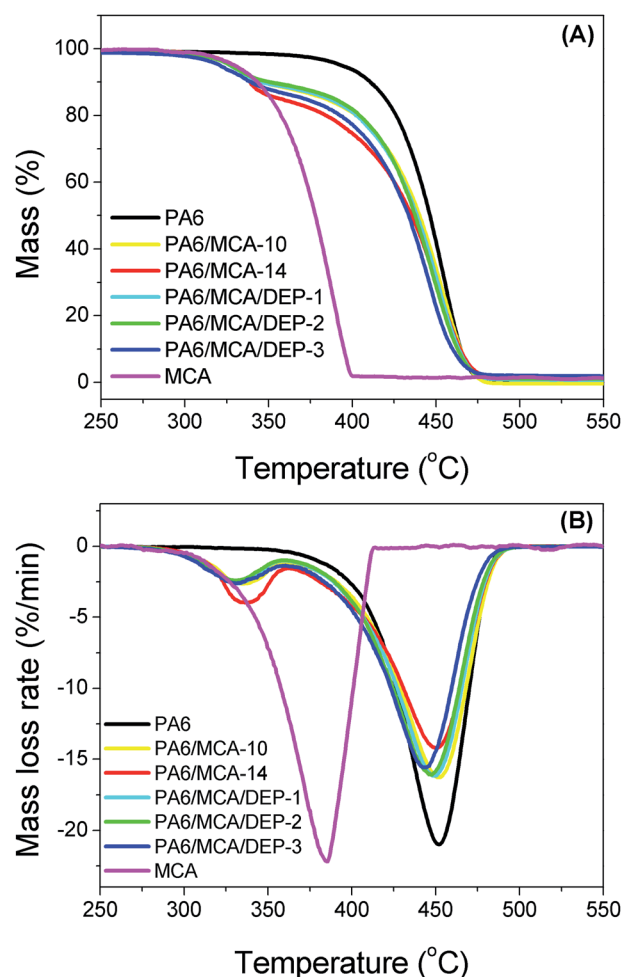 (A)
100
80
60
40
20
0
Mass (%)
PA6
PA6/MCA-10
PA6/MCA-14
PA6/MCA/DEP-1
PA6/MCA/DEP-2
PA6/MCA/DEP-3
MCA
250 300 350 400 450 500 550
Temperature (°C)
(B)
0
-5
-10
-15
-20
Mass loss rate (%/min)
PA6
PA6/MCA-10
PA6/MCA-14
PA6/MCA/DEP-1
PA6/MCA/DEP-2
PA6/MCA/DEP-3
MCA
250 300 350 400 450 500 550
Temperature (°C)